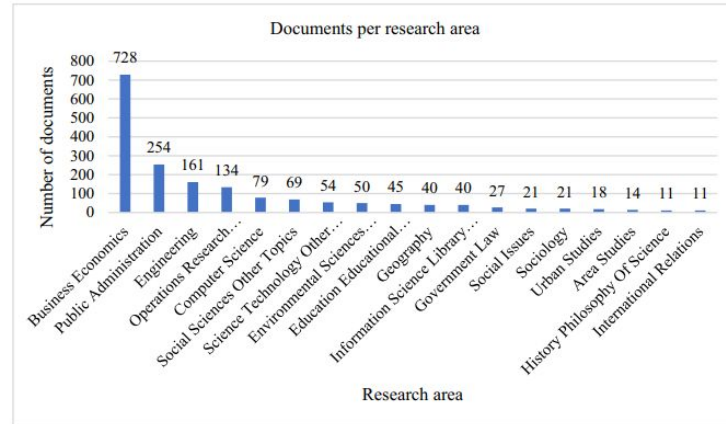 Documents per research area
Number of documents
800
700
600
500
400
300
200
100
0
728
254
161
134
79
69
54
50
45
40
40
27
21
21
18
14
11
11
Business Economics
Public Administration
Engineering
Operations Research…
Computer Science
Social Sciences Other Topics
Science Technology Other…
Environmental Sciences…
Education Educational…
Geography
Information Science Library…
Government Law
Social Issues
Sociology
Urban Studies
Area Studies
History Philosophy Of Science
International Relations
Research area